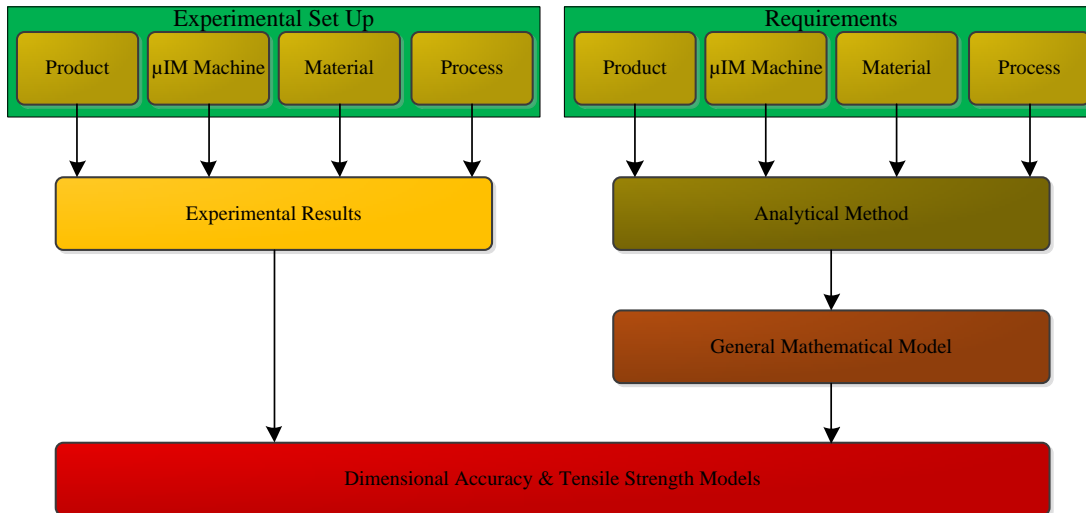 Experimental Set Up
Product
µIM Machine
Material
Process
Requirements
Product
µIM Machine
Material
Process
Experimental Results
Analytical Method
General Mathematical Model
Dimensional Accuracy & Tensile Strength Models